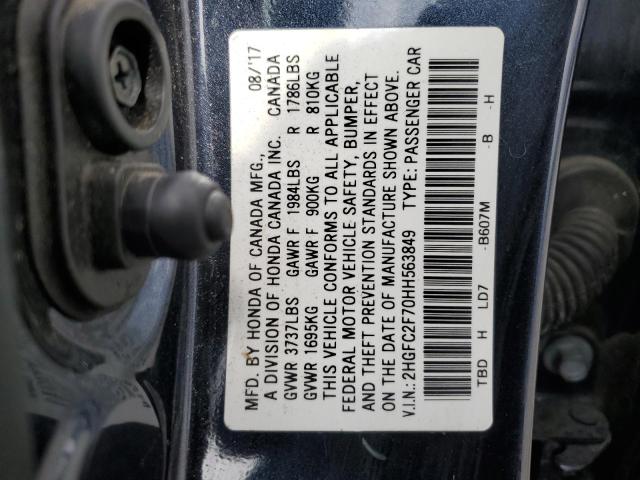 MFD. BY HONDA OF CANADA MFG., 08/'17
A DIVISION OF HONDA CANADA INC. CANADA
GVWR 3737LBS GAWR F 1984LBS R 1786LBS
GVWR 1695KG GAWR F 900KG R 810KG
THIS VEHICLE CONFORMS TO ALL APPLICABLE
FEDERAL MOTOR VEHICLE SAFETY, BUMPER,
AND THEFT PREVENTION STANDARDS IN EFFECT
ON THE DATE OF MANUFACTURE SHOWN ABOVE.
V.I.N.: 2HGFC2F70HH563849 TYPE: PASSENGER CAR
TBD H LD7 -B607M -B -H